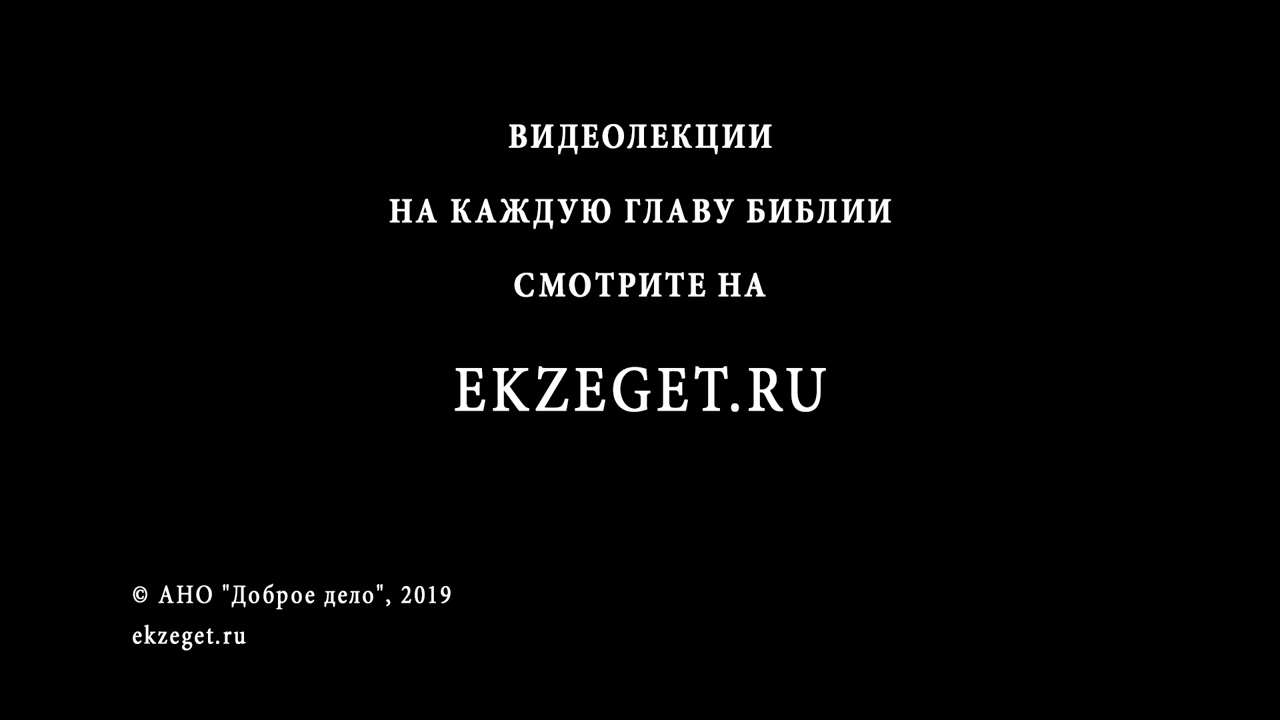 ВИДЕОЛЕКЦИИ
НА КАЖДУЮ ГЛАВУ БИБЛИИ
СМОТРИТЕ НА
EKZEGET.RU
© АНО "Доброе дело", 2019
ekzeget.ru